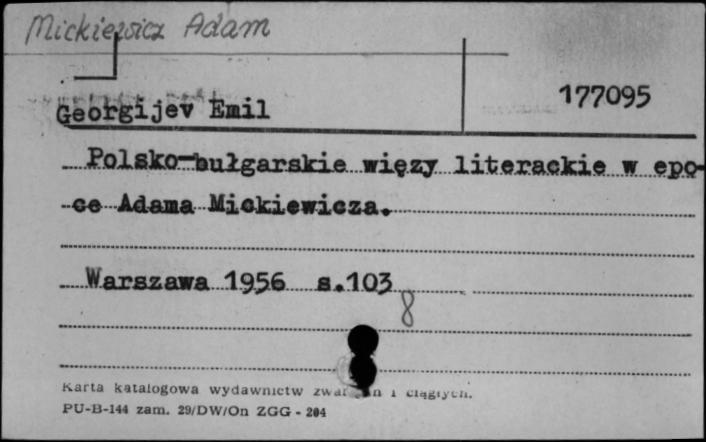 Mickiewicz Adam
Georgijev Emil
177095
Polsko-bułgarskie więzy literackie w epo-
ce Adama Mickiewicza.
Warszawa 1956 s.103
8
Karta katalogowa wydawnictw i ciągłych.
PU-B-144 zam. 29/DW/On ZGG - 204